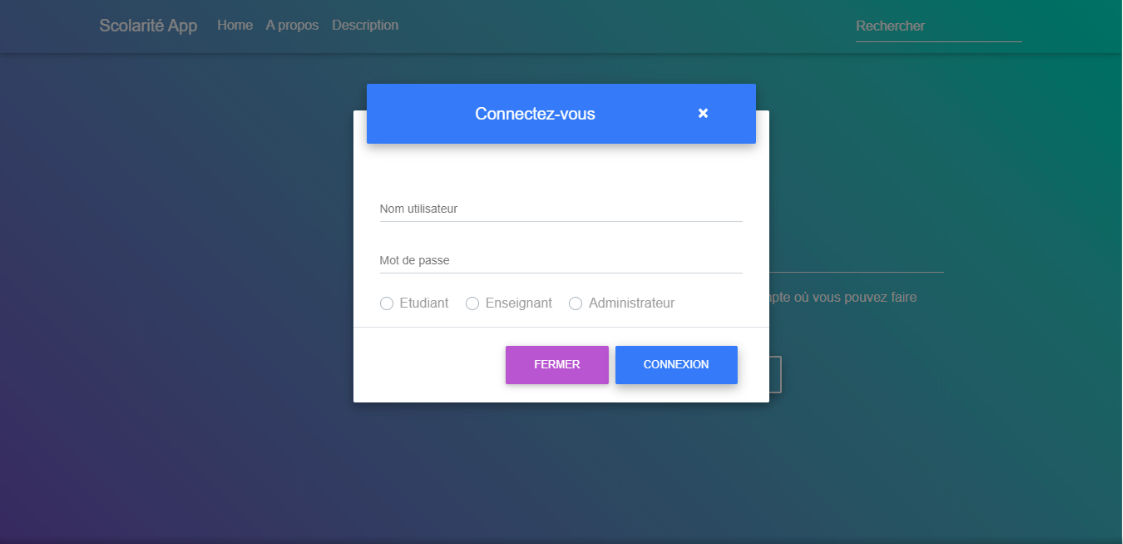 Scolarité App Home A propos Description Rechercher
Connectez-vous ×
Nom utilisateur
Mot de passe
Etudiant Enseignant Administrateur
où vous pouvez faire
FERMER CONNEXION